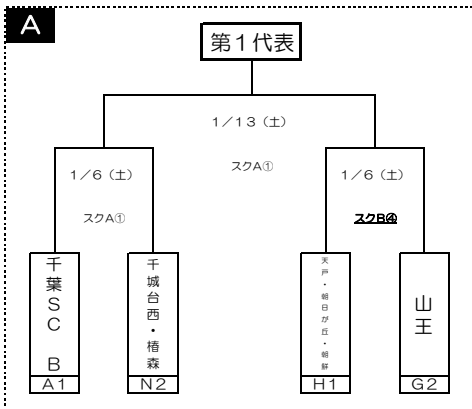 A
第1代表
1/13（土）
スクA①
1/6（土）
スクA①
1/6（土）
スクB④
千葉SC B
千城台西・椿森
天戸・朝日が丘・朝鮮
山王
A1
N2
H1
G2